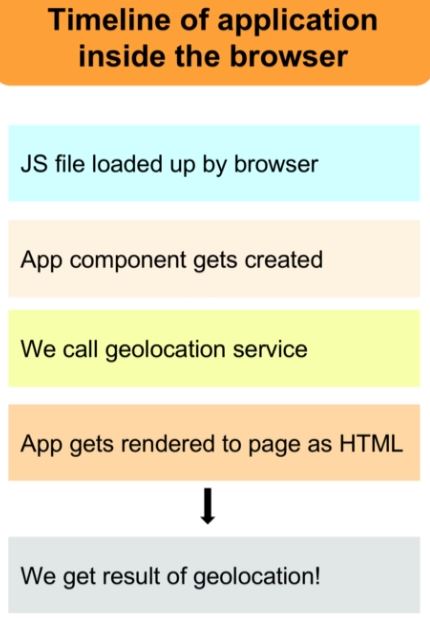 Timeline of application
inside the browser
JS file loaded up by browser
App component gets created
We call geolocation service
App gets rendered to page as HTML
We get result of geolocation!